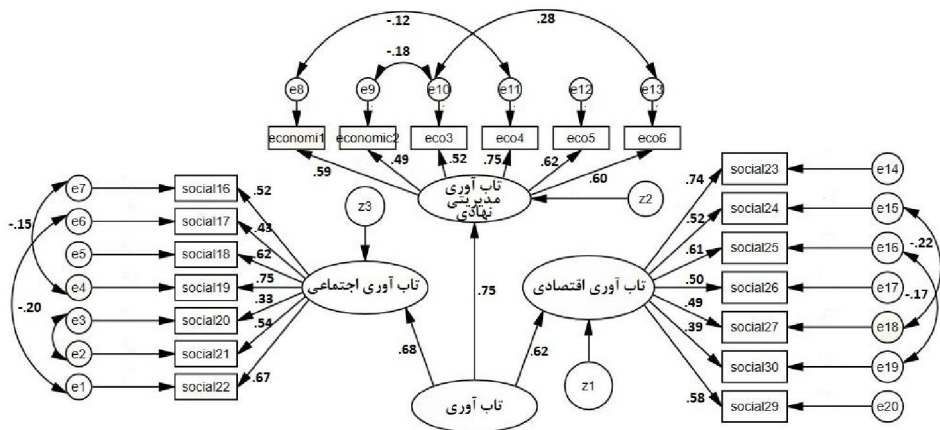 -.12
.28
-.18
e8
e9
e10
e11
e12
e13
economi1
economic2
eco3
eco4
eco5
eco6
.59
.49
.52
.75
.62
.60
تاب آوری
مدیریتی
نهادی
z2
z3
e7
social16
.52
e6
social17
.43
-.15
e5
social18
.62
e4
social19
.75
-.20
e3
social20
.33
e2
social21
.54
e1
social22
.67
تاب آوری اجتماعی
.68
.75
.62
تاب آوری
z1
تاب آوری اقتصادی
.74
social23
e14
.52
social24
e15
.61
social25
e16
-.22
.50
social26
e17
-.17
.49
social27
e18
.39
social30
e19
.58
social29
e20